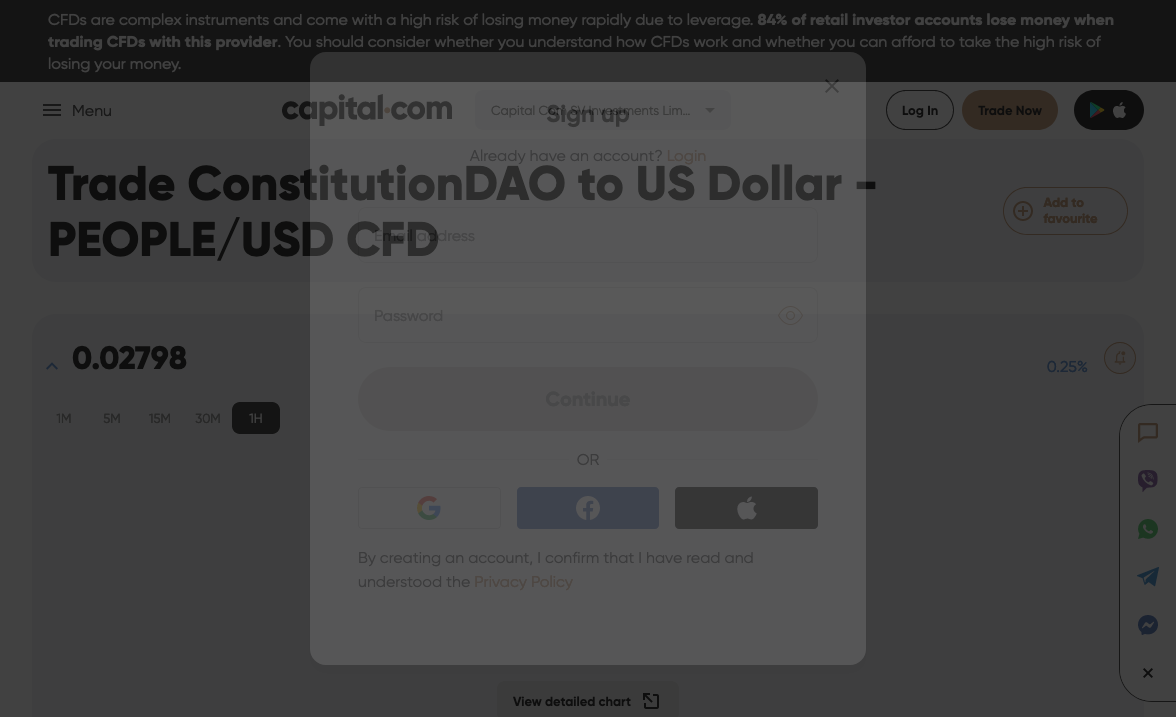 CFDs are complex instruments and come with a high risk of losing money rapidly due to leverage. 84% of retail investor accounts lose money when
trading CFDs with this provider. You should consider whether you understand how CFDs work and whether you can afford to take the high risk of
losing your money.
Menu
capital.com
Capital Com SV Investments Lim...
Log In
Trade Now
Sign up
Already have an account? Login
Trade ConstitutionDAO to US Dollar -
PEOPLE/USD CFD
Add to
favourite
Email address
Password
0.02798
0.25%
Continue
1M
5M
15M
30M
1H
OR
By creating an account, I confirm that I have read and
understood the Privacy Policy
View detailed chart